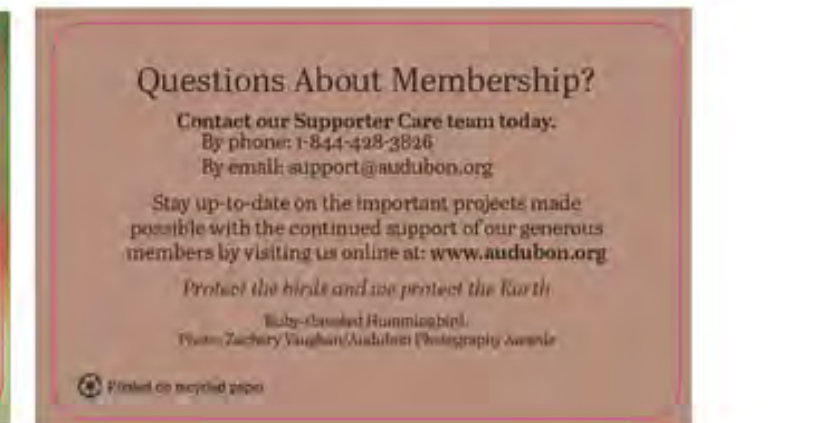 Questions About Membership?
Contact our Supporter Care team today.
By phone: 1-844-428-3826
By email: support@audubon.org
Stay up-to-date on the important projects made
possible with the continued support of our generous
members by visiting us online at: www.audubon.org
Protect the birds and we protect the Earth
Ruby-throated Hummingbird.
Photo: Zachery Vaughan/Audubon Photography Awards
Printed on recycled paper